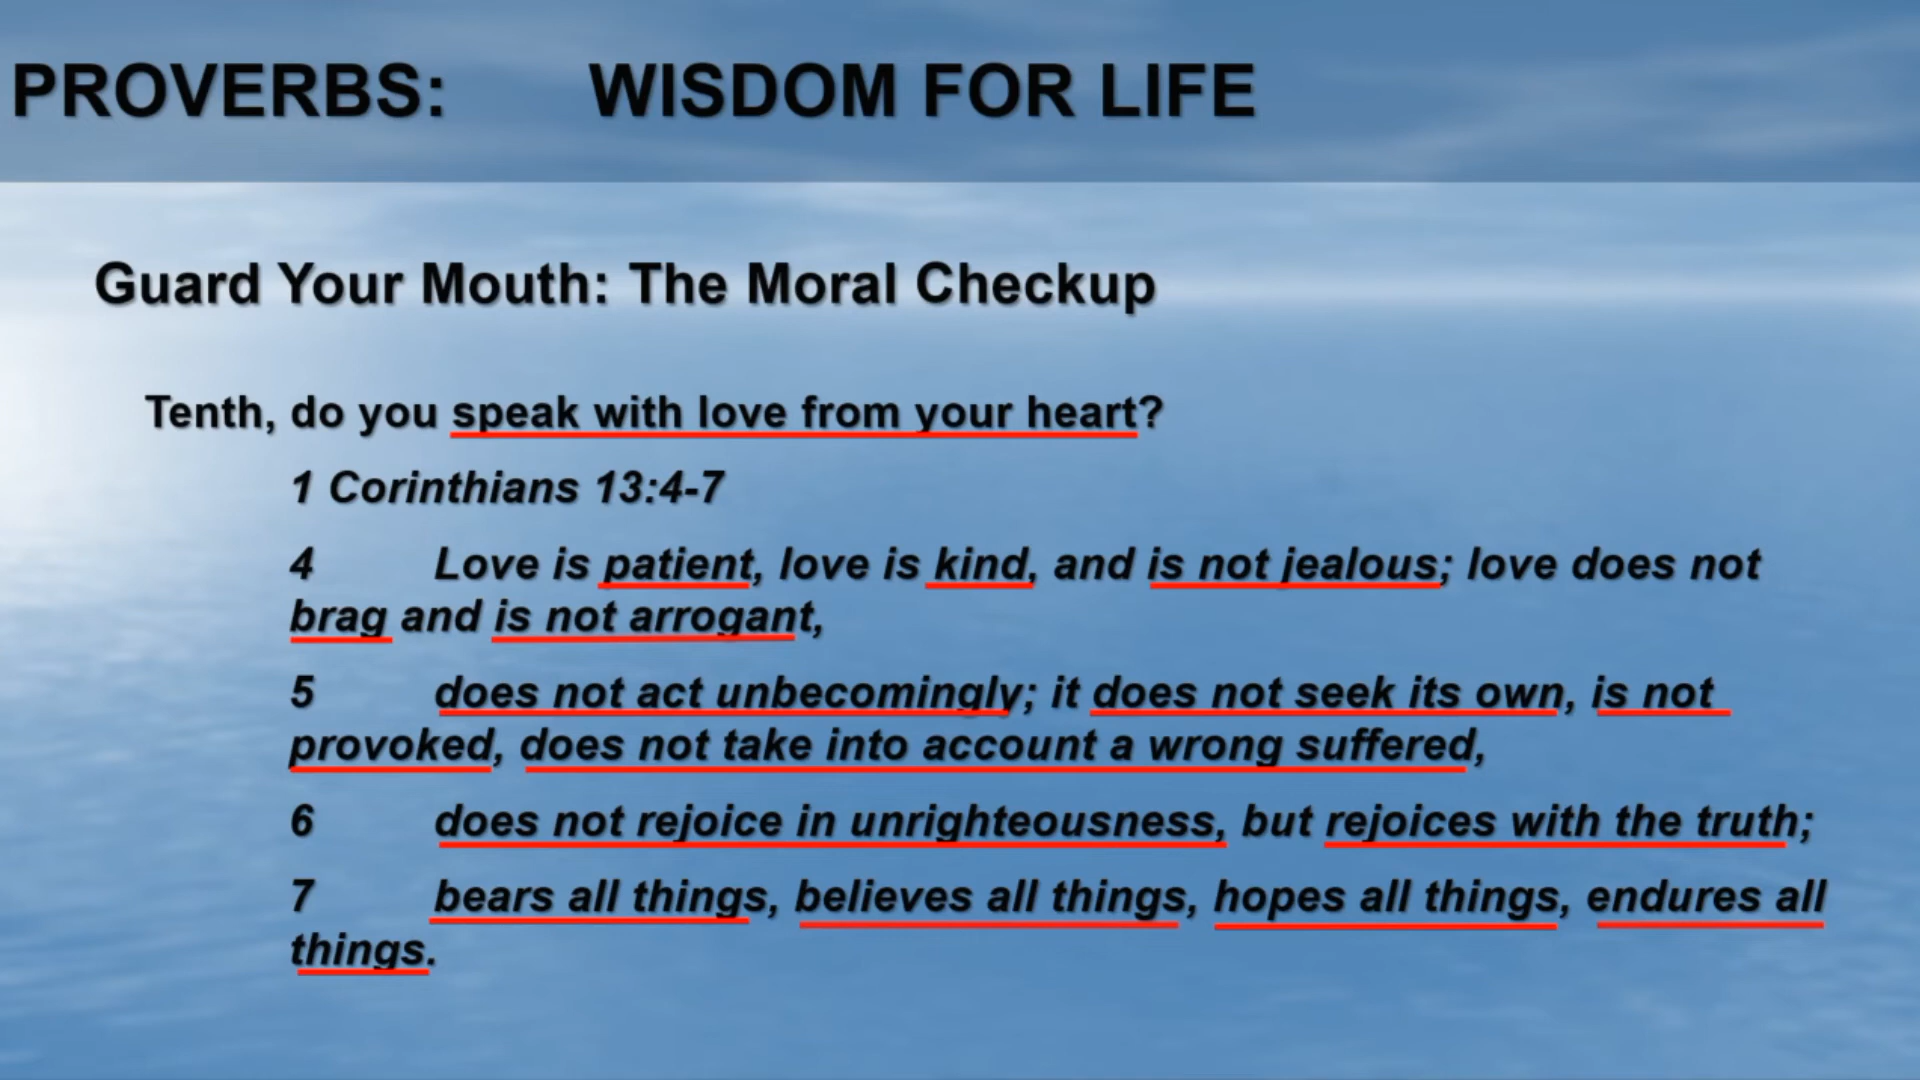 PROVERBS: WISDOM FOR LIFE
Guard Your Mouth: The Moral Checkup
Tenth, do you speak with love from your heart?
1 Corinthians 13:4-7
4 Love is patient, love is kind, and is not jealous; love does not
brag and is not arrogant,
5 does not act unbecomingly; it does not seek its own, is not
provoked, does not take into account a wrong suffered,
6 does not rejoice in unrighteousness, but rejoices with the truth;
7 bears all things, believes all things, hopes all things, endures all
things.